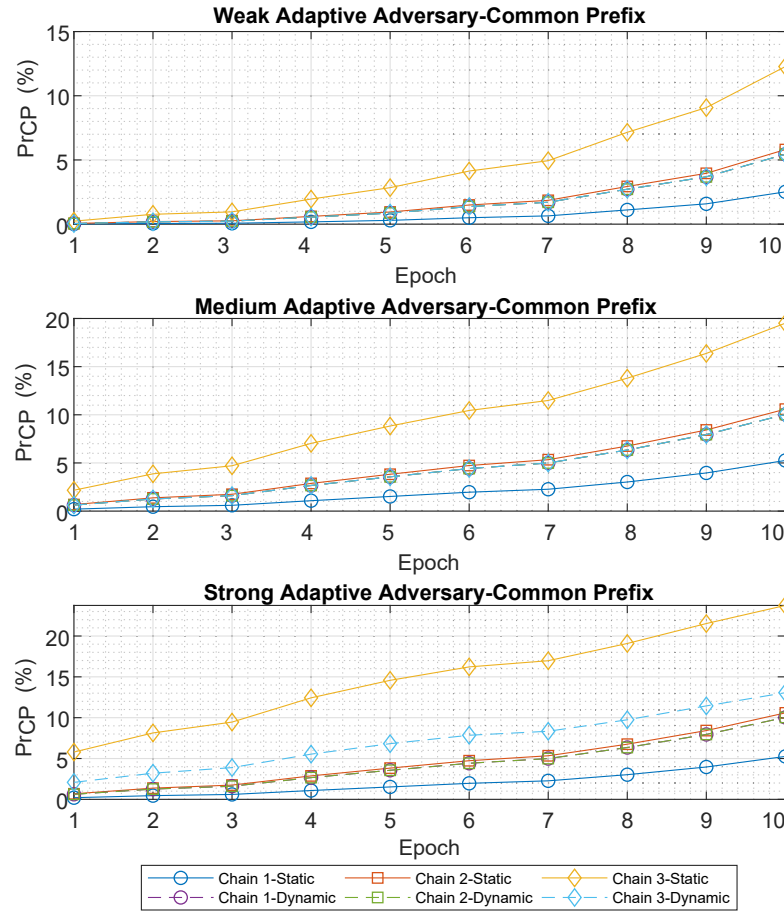 Weak Adaptive Adversary-Common Prefix
15
10
5
0
PrCP (%)
1 2 3 4 5 6 7 8 9 10
Epoch
Medium Adaptive Adversary-Common Prefix
20
15
10
5
0
PrCP (%)
1 2 3 4 5 6 7 8 9 10
Epoch
Strong Adaptive Adversary-Common Prefix
20
15
10
5
0
PrCP (%)
1 2 3 4 5 6 7 8 9 10
Epoch
Chain 1-Static Chain 2-Static Chain 3-Static
Chain 1-Dynamic Chain 2-Dynamic Chain 3-Dynamic